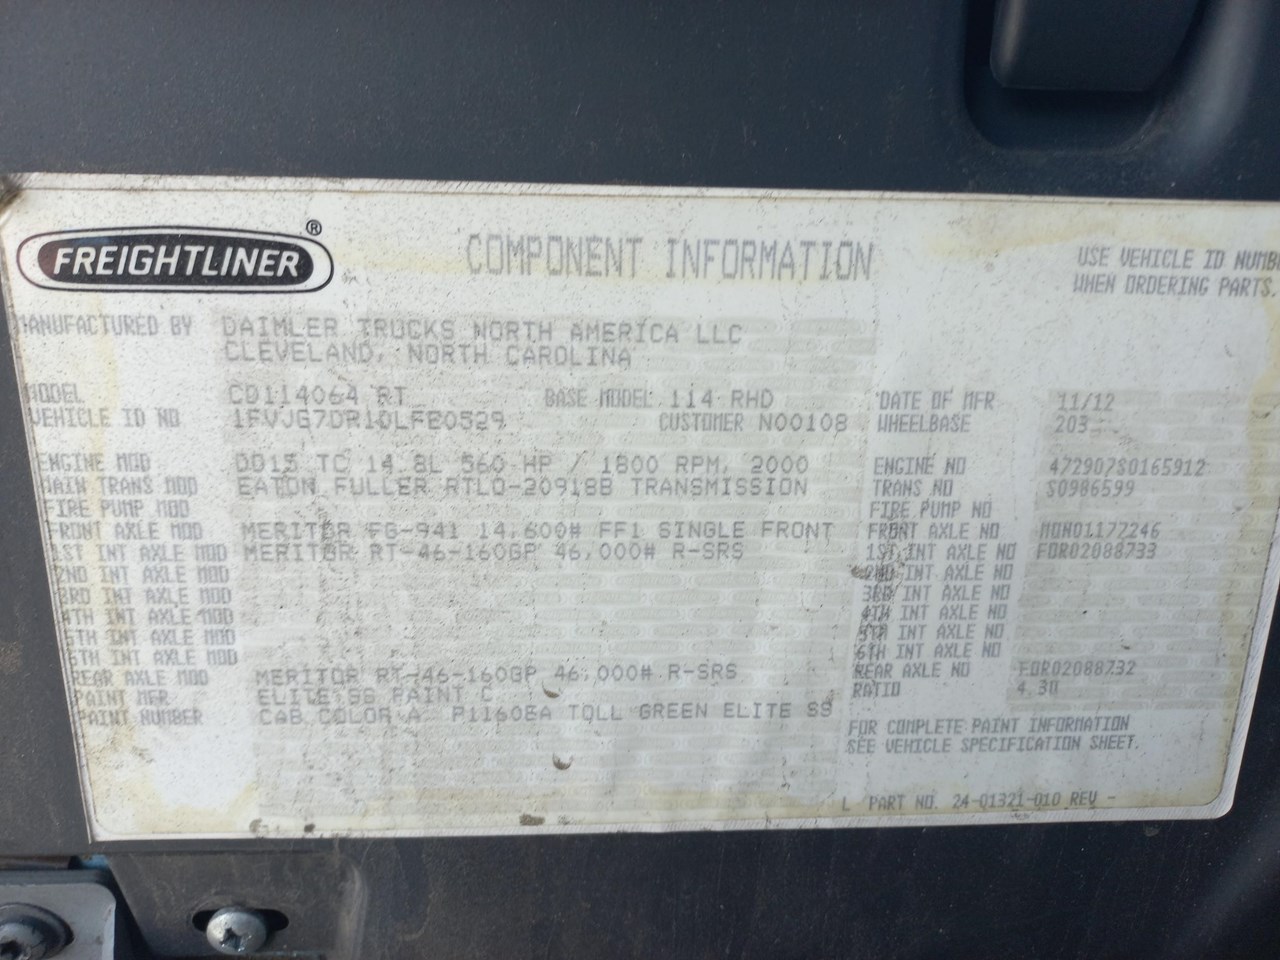 FREIGHTLINER ®
COMPONENT INFORMATION
USE VEHICLE ID NUMB
WHEN ORDERING PARTS.
MANUFACTURED BY DAIMLER TRUCKS NORTH AMERICA LLC
CLEVELAND, NORTH CAROLINA
MODEL CD114064 RT BASE MODEL 114 RHD DATE OF MFR 11/12
VEHICLE ID NO 1FVJG7DR1DLFE0529 CUSTMVER N00108 WHEELBASE 203
ENGINE MOD DD15 TC 14.8L 560 HP / 1800 RPM, 2000 ENGINE NO 472907S0165912
MAIN TRANS MOD EATON FULLER RTLO-20918B TRANSMISSION TRANS NO S0986599
FIRE PUMP MOD FIRE PUMP NO
FRONT AXLE MOD MERITOR FG-941 14,600# FF1 SINGLE FRONT FRONT AXLE NO MON01177246
1ST INT AXLE MOD MERITOR RT-46-160GP 46,000# R-SRS 1ST INT AXLE NO FOR02088733
2ND INT AXLE MOD 2ND INT AXLE NO
3RD INT AXLE MOD 3RD INT AXLE NO
4TH INT AXLE MOD 4TH INT AXLE NO
5TH INT AXLE MOD 5TH INT AXLE NO
6TH INT AXLE MOD 6TH INT AXLE NO
REAR AXLE MOD MERITOR RT-46-160GP 46,000# R-SRS REAR AXLE NO FOR02088732
PAINT MFR ELITE SS PAINT C RATIO 4.30
PAINT NUMBER CAB COLOR A P1160EA TOLL GREEN ELITE SS
FOR COMPLETE PAINT INFORMATION
SEE VEHICLE SPECIFICATION SHEET.
L PART NO. 24-01321-010 REV -